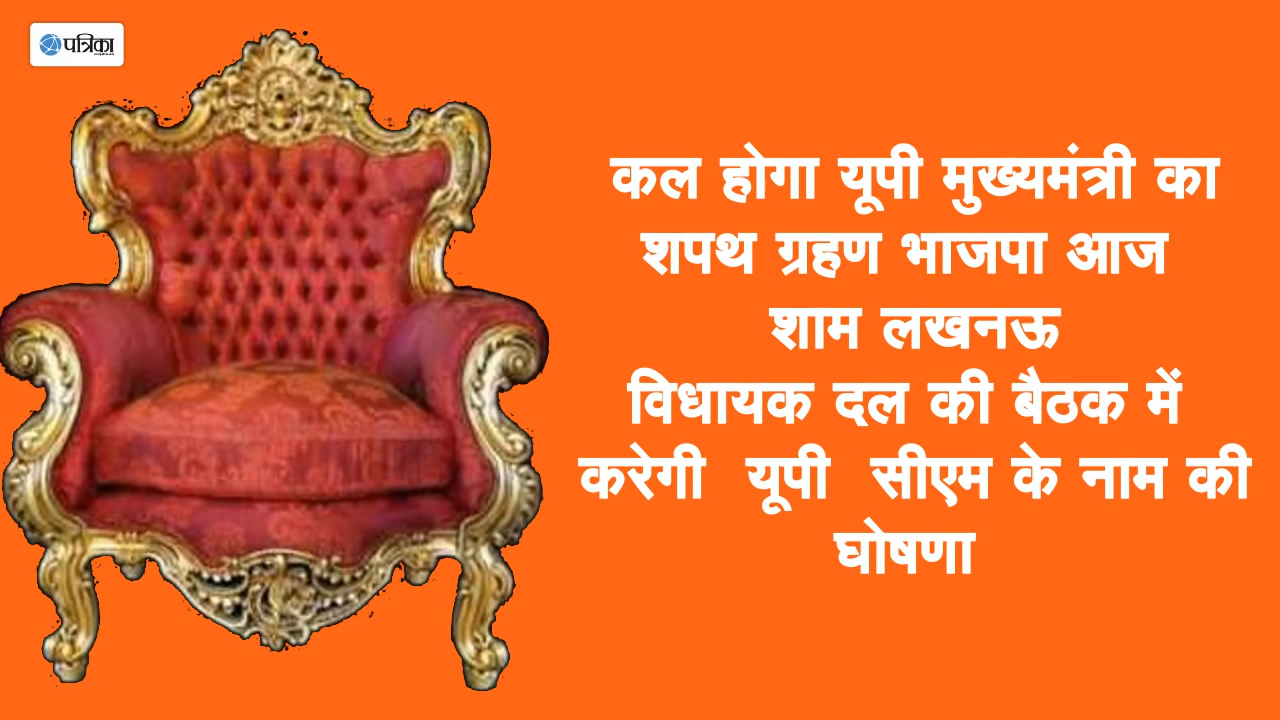 पत्रिका
कल होगा यूपी मुख्यमंत्री का
शपथ ग्रहण भाजपा आज
शाम लखनऊ
विधायक दल की बैठक में
करेगी यूपी सीएम के नाम की
घोषणा